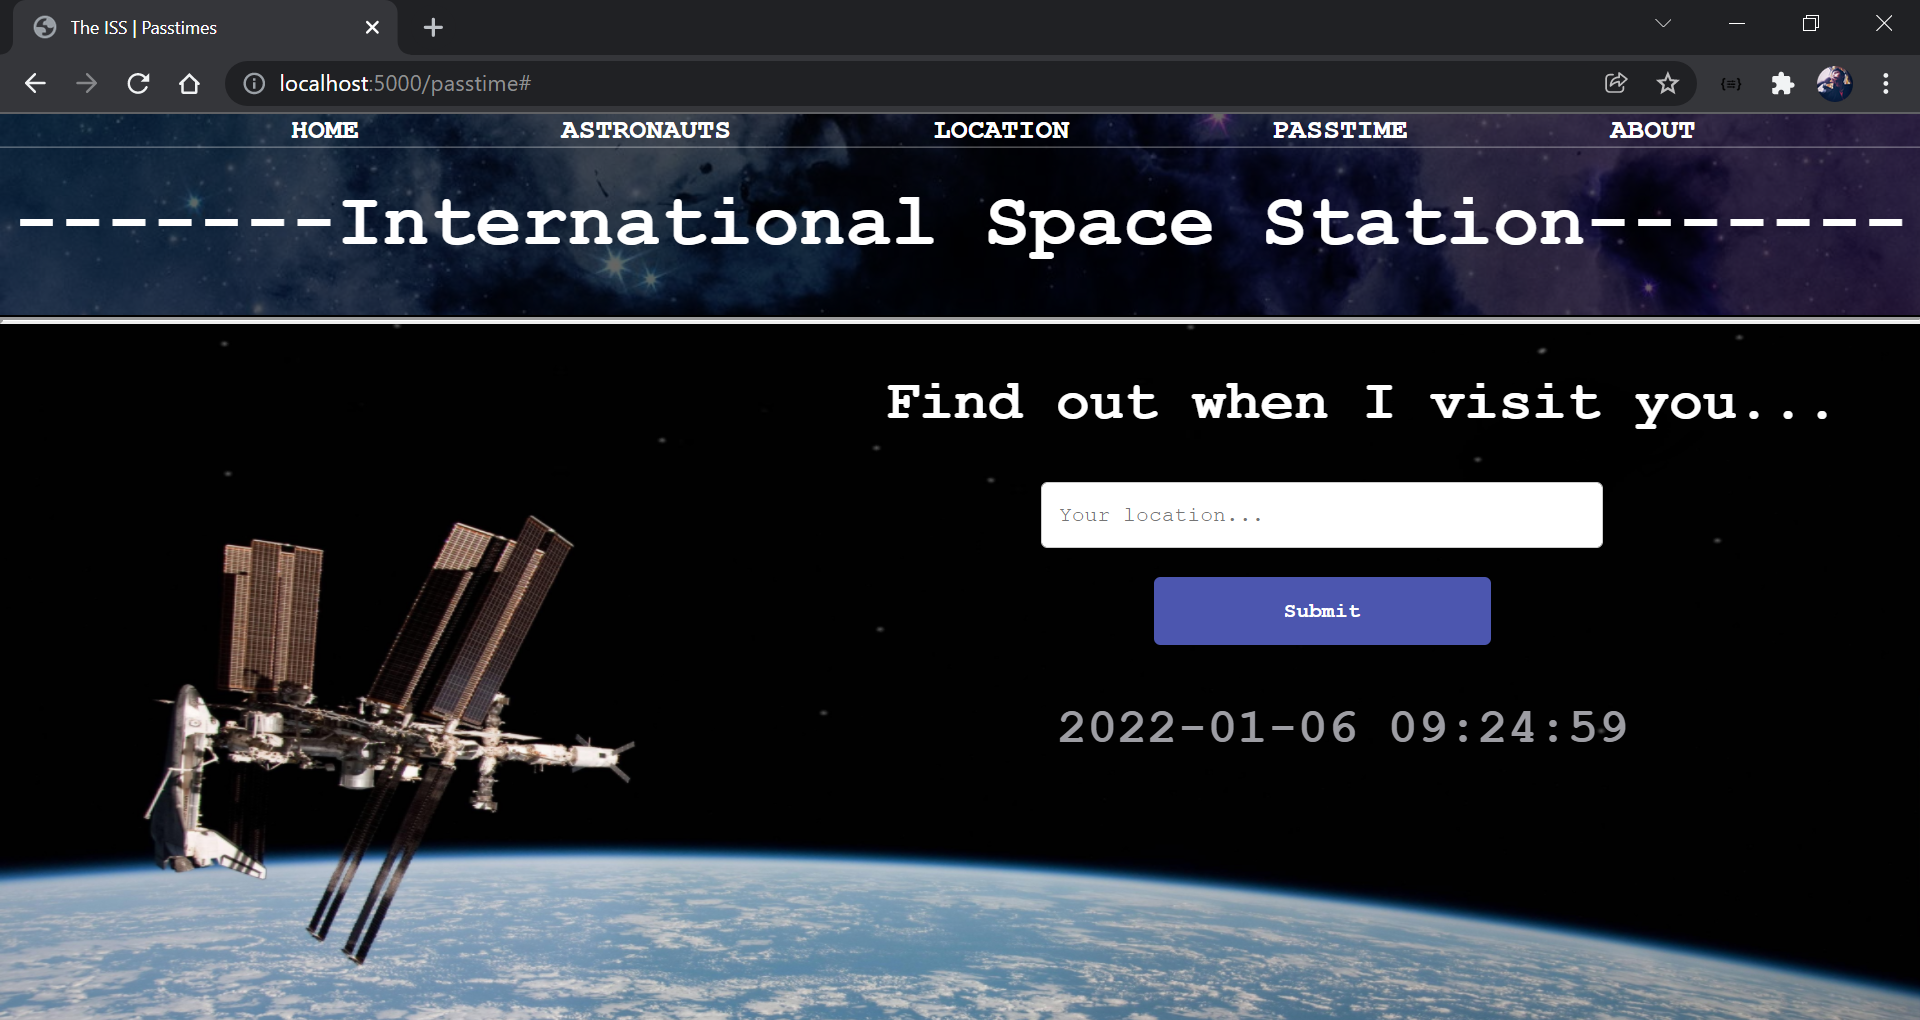 The ISS | Passtimes
localhost:5000/passtime#
HOME ASTRONAUTS LOCATION PASSTIME ABOUT
-------International Space Station-------
Find out when I visit you...
Your location...
Submit
2022-01-06 09:24:59